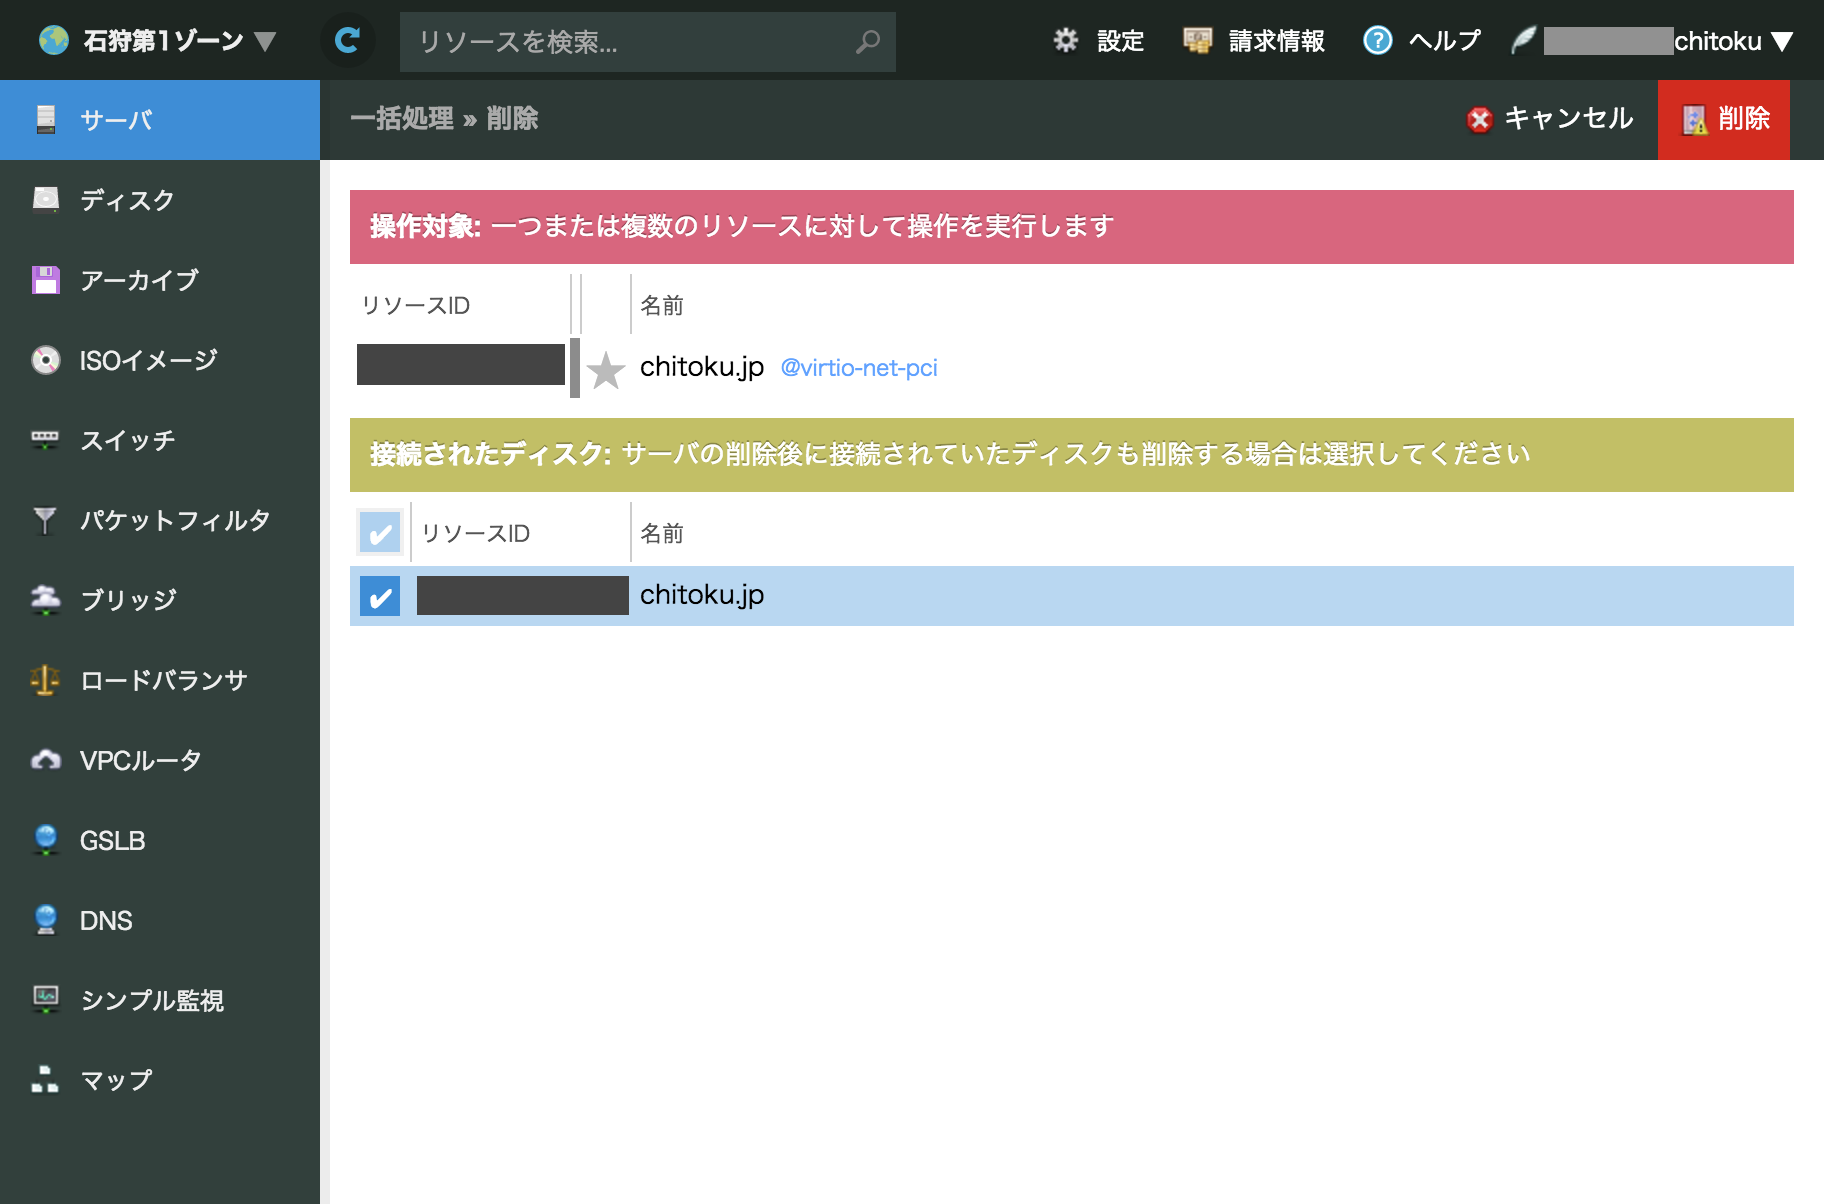 石狩第1ゾーン ▼
リソースを検索...
設定
請求情報
ヘルプ
chitoku ▼
サーバ
ディスク
アーカイブ
ISOイメージ
スイッチ
パケットフィルタ
ブリッジ
ロードバランサ
VPCルータ
GSLB
DNS
シンプル監視
マップ
一括処理 » 削除
キャンセル
削除
操作対象: 一つまたは複数のリソースに対して操作を実行します
リソースID 名前
chitoku.jp @virtio-net-pci
接続されたディスク: サーバの削除後に接続されていたディスクも削除する場合は選択してください
リソースID 名前
chitoku.jp